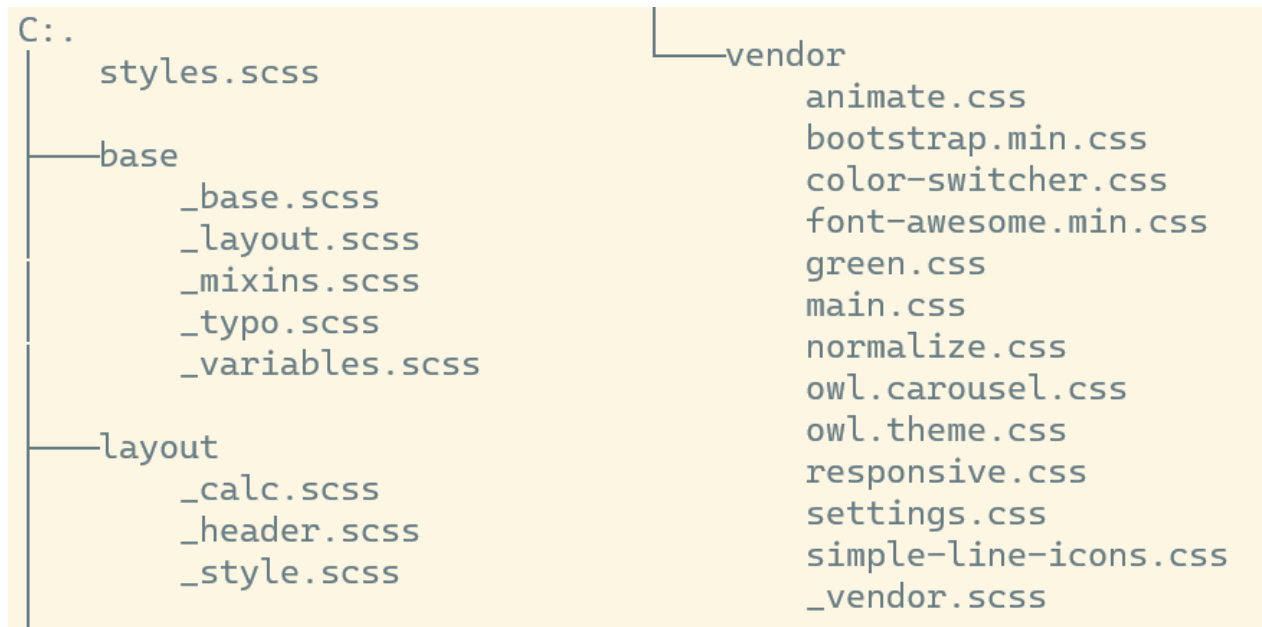 C:.
styles.scss
base
_base.scss
_layout.scss
_mixins.scss
_typo.scss
_variables.scss
layout
_calc.scss
_header.scss
_style.scss
vendor
animate.css
bootstrap.min.css
color-switcher.css
font-awesome.min.css
green.css
main.css
normalize.css
owl.carousel.css
owl.theme.css
responsive.css
settings.css
simple-line-icons.css
_vendor.scss